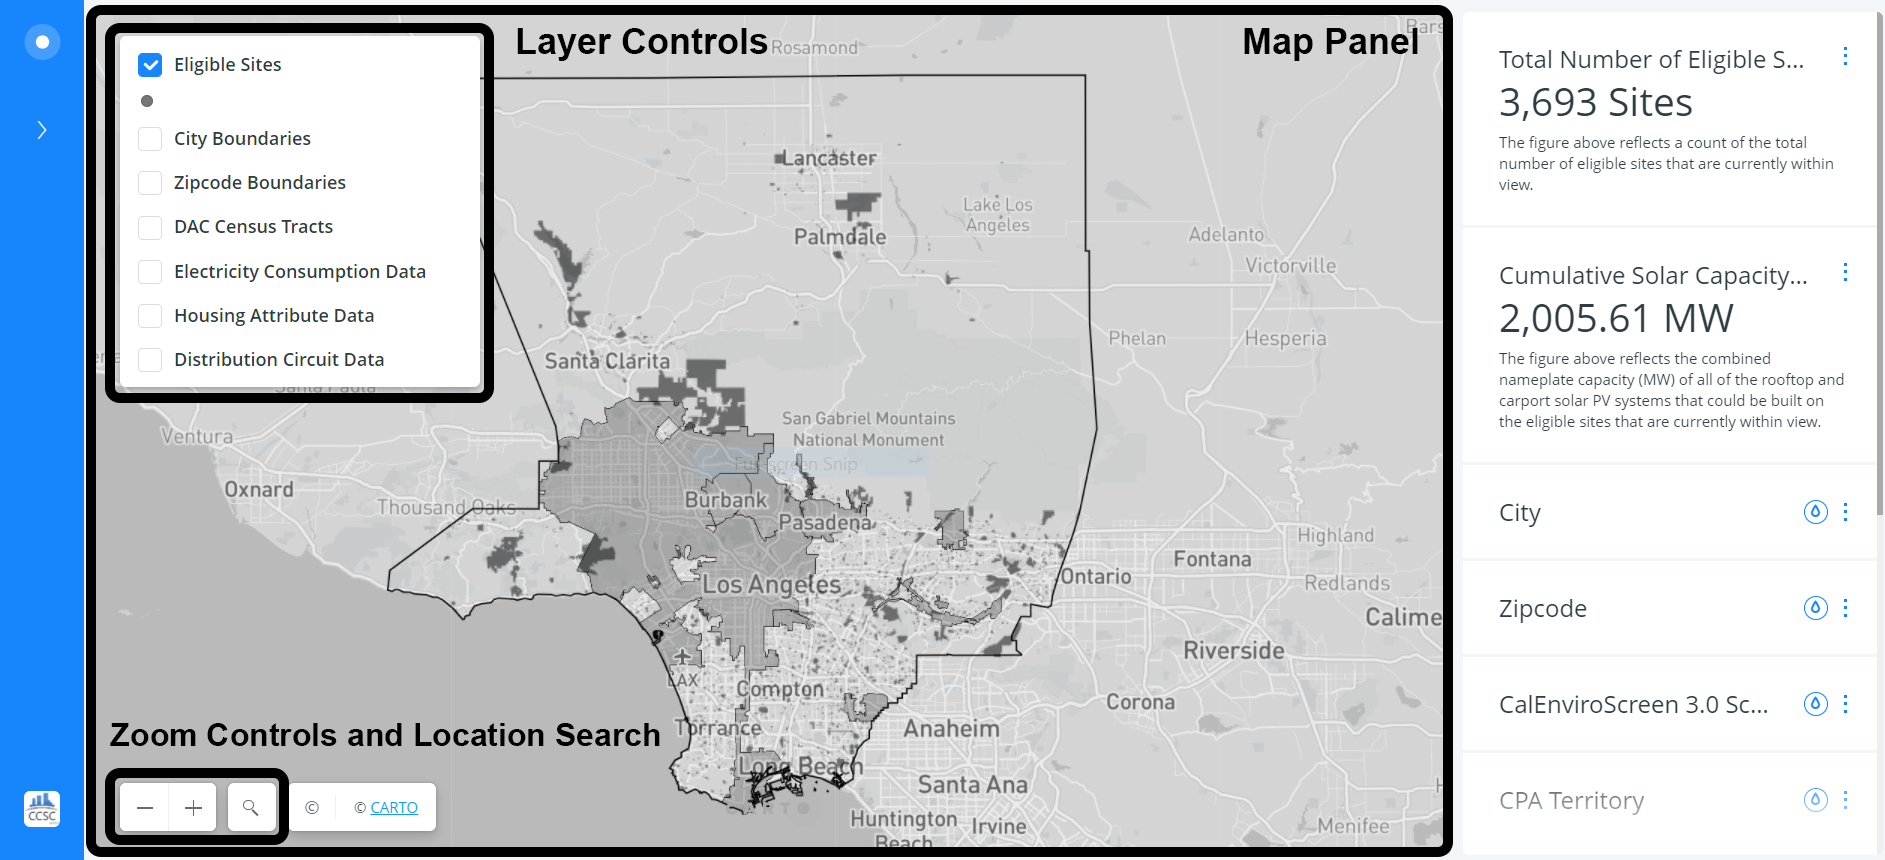 Layer Controls
Map Panel
Eligible Sites
City Boundaries
Zipcode Boundaries
DAC Census Tracts
Electricity Consumption Data
Housing Attribute Data
Distribution Circuit Data
Rosamond
Bars
Lancaster
Lake Los
Angeles
Palmdale
Adelanto
Victorville
Phelan
Hesperia
Santa Clarita
Santa Paula
San Gabriel Mountains
National Monument
Ventura
Fullscreen Snip
Oxnard
Thousand Oaks
Burbank
Pasadena
Highland
Fontana
Ontario
Redlands
Los Angeles
Calime
Riverside
LAX
Compton
Corona
Torrance
Anaheim
Long Beach
Santa Ana
Huntington
Beach
Irvine
Menifee
Zoom Controls and Location Search
©
© CARTO
CCSC
Total Number of Eligible S...
3,693 Sites
The figure above reflects a count of the total
number of eligible sites that are currently within
view.
Cumulative Solar Capacity...
2,005.61 MW
The figure above reflects the combined
nameplate capacity (MW) of all of the rooftop and
carport solar PV systems that could be built on
the eligible sites that are currently within view.
City
Zipcode
CalEnviroScreen 3.0 Sc...
CPA Territory